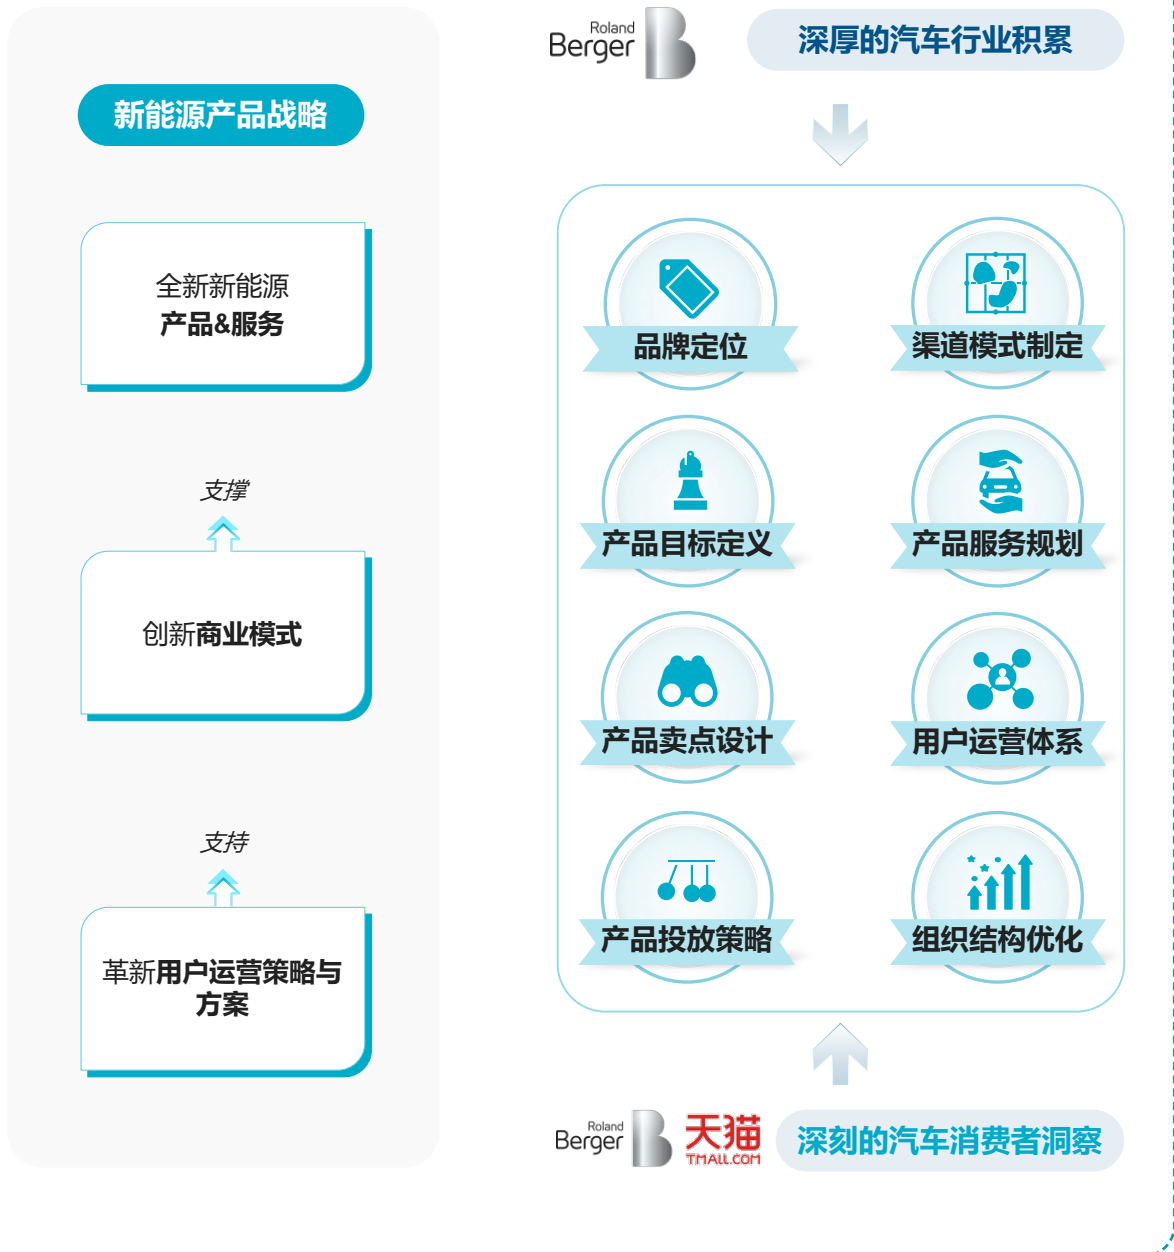 新能源产品战略
全新新能源
产品&服务
支撑
创新商业模式
支持
革新用户运营策略与
方案
Roland
Berger
深厚的汽车行业积累
品牌定位
渠道模式制定
产品目标定义
产品服务规划
产品卖点设计
用户运营体系
产品投放策略
组织结构优化
Roland
Berger
天猫
TMALL.COM
深刻的汽车消费者洞察